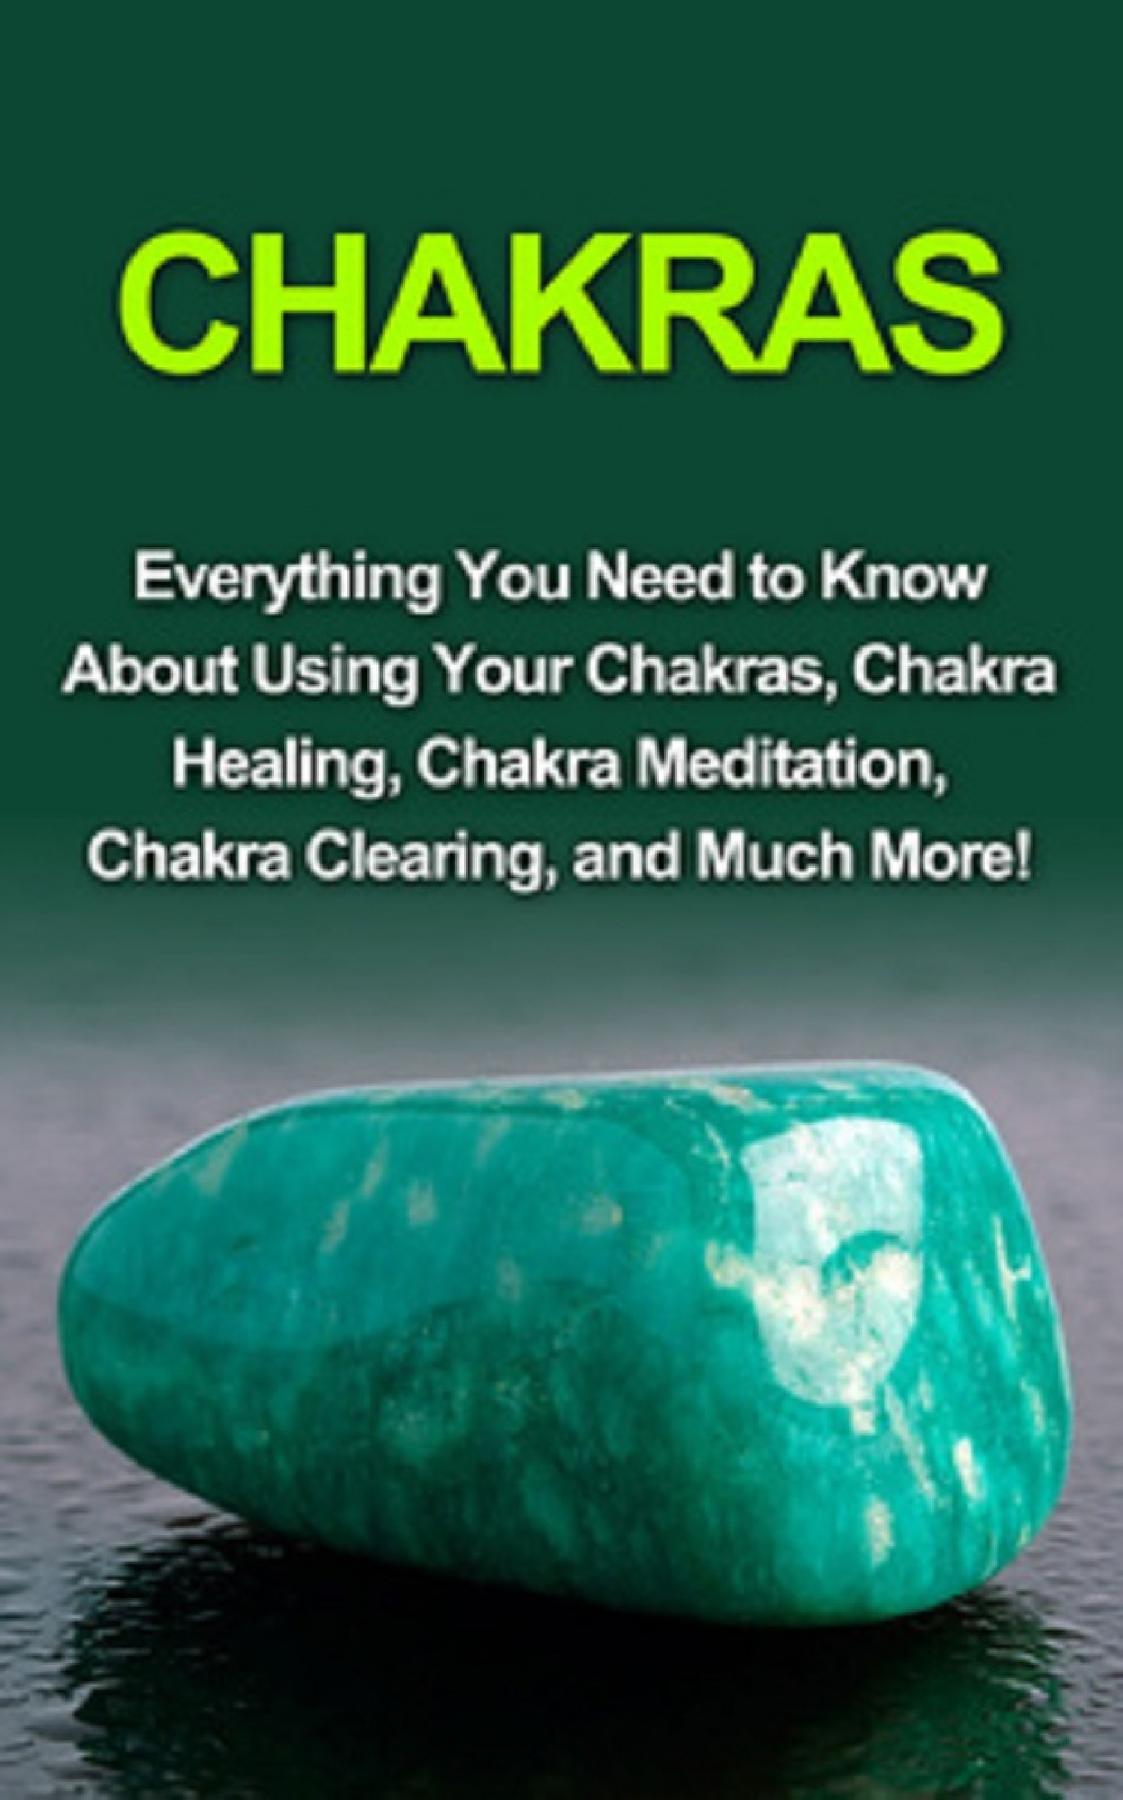 CHAKRAS
Everything You Need to Know
About Using Your Chakras, Chakra
Healing, Chakra Meditation,
Chakra Clearing, and Much More!